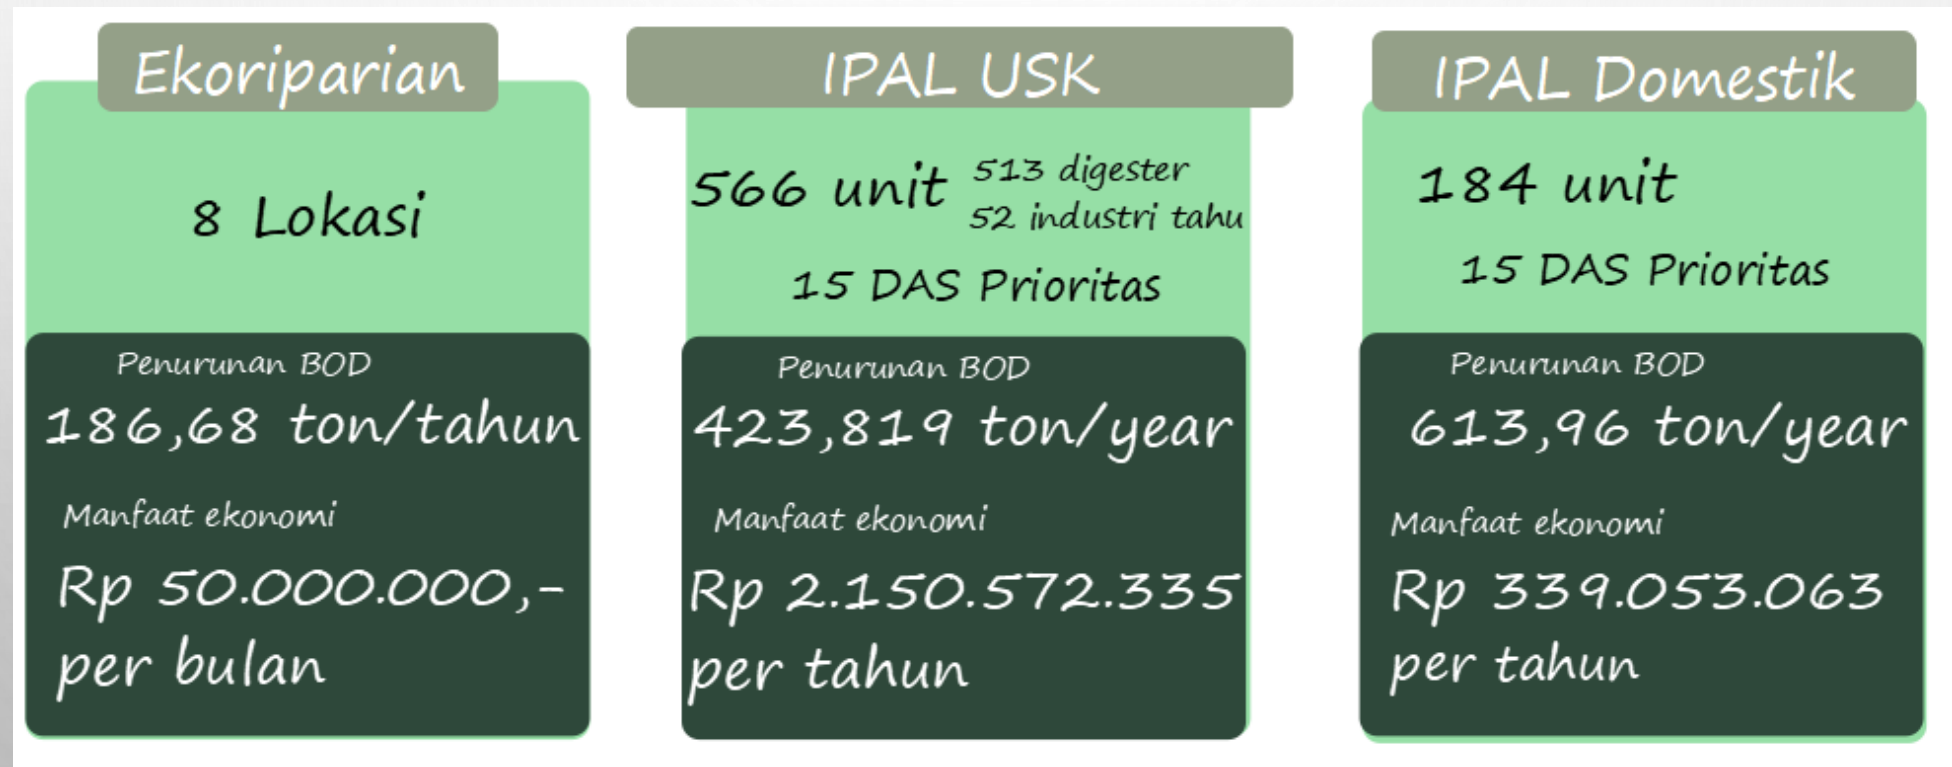 Ekoriparian
8 Lokasi
Penurunan BOD
186,68 ton/tahun
Manfaat ekonomi
Rp 50.000.000,-
per bulan
IPAL USK
566 unit
513 digester
52 industri tahu
15 DAS Prioritas
Penurunan BOD
423,819 ton/year
Manfaat ekonomi
Rp 2.150.572.335
per tahun
IPAL Domestik
184 unit
15 DAS Prioritas
Penurunan BOD
613,96 ton/year
Manfaat ekonomi
Rp 339.053.063
per tahun